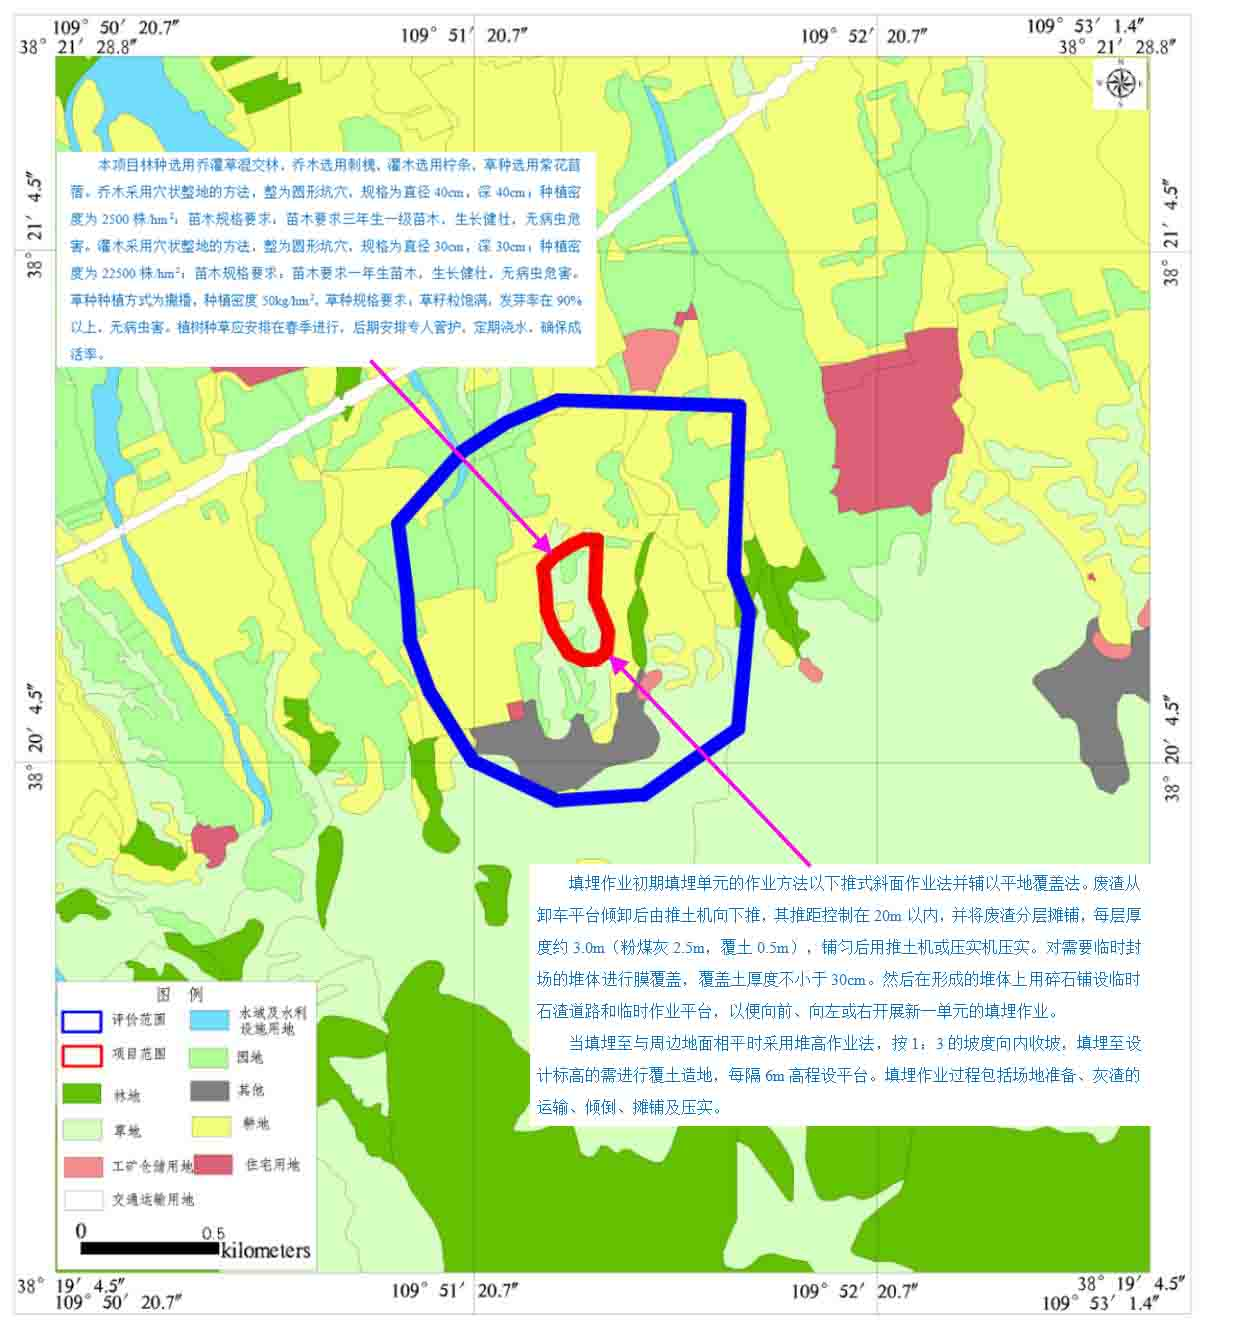 109° 50′ 20.7″
109° 51′ 20.7″
109° 52′ 20.7″
109° 53′ 1.4″
38° 21′ 28.8″
38° 21′ 28.8″
N
W E
S
38° 21′ 4.5″
38° 21′ 4.5″
本项目林种选用乔灌草混交林，乔木选用刺槐，灌木选用柠条，草种选用紫花苜
蓿。乔木采用穴状整地的方法，整为圆形坑穴，规格为直径 40cm，深 40cm；种植密
度为 2500 株/hm²；苗木规格要求：苗木要求三年生一级苗木，生长健壮，无病虫危
害。灌木采用穴状整地的方法，整为圆形坑穴，规格为直径 30cm，深 30cm；种植密
度为 22500 株/hm²；苗木规格要求：苗木要求一年生苗木，生长健壮，无病虫危害。
草种种植方式为撒播，种植密度 50kg/hm²，草种规格要求：草籽粒饱满，发芽率在 90%
以上，无病虫害。植树种草应安排在春季进行，后期安排专人管护，定期浇水，确保成
活率。
38° 20′ 4.5″
38° 20′ 4.5″
填埋作业初期填埋单元的作业方法以下推式斜面作业法并辅以平地覆盖法。废渣从
卸车平台倾卸后由推土机向下推，其推距控制在 20m 以内，并将废渣分层摊铺，每层厚
度约 3.0m（粉煤灰 2.5m，覆土 0.5m），铺匀后用推土机或压实机压实。对需要临时封
场的堆体进行膜覆盖，覆盖土厚度不小于 30cm。然后在形成的堆体上用碎石铺设临时
石渣道路和临时作业平台，以便向前、向左或右开展新一单元的填埋作业。
当填埋至与周边地面相平时采用堆高作业法，按 1：3 的坡度向内收坡，填埋至设
计标高的需进行覆土造地，每隔 6m 高程设平台。填埋作业过程包括场地准备、灰渣的
运输、倾倒、摊铺及压实。
图 例
评价范围
水域及水利
设施用地
项目范围
园地
林地
其他
草地
耕地
工矿仓储用地
住宅用地
交通运输用地
0 0.5
kilometers
38° 19′ 4.5″
38° 19′ 4.5″
109° 50′ 20.7″
109° 51′ 20.7″
109° 52′ 20.7″
109° 53′ 1.4″